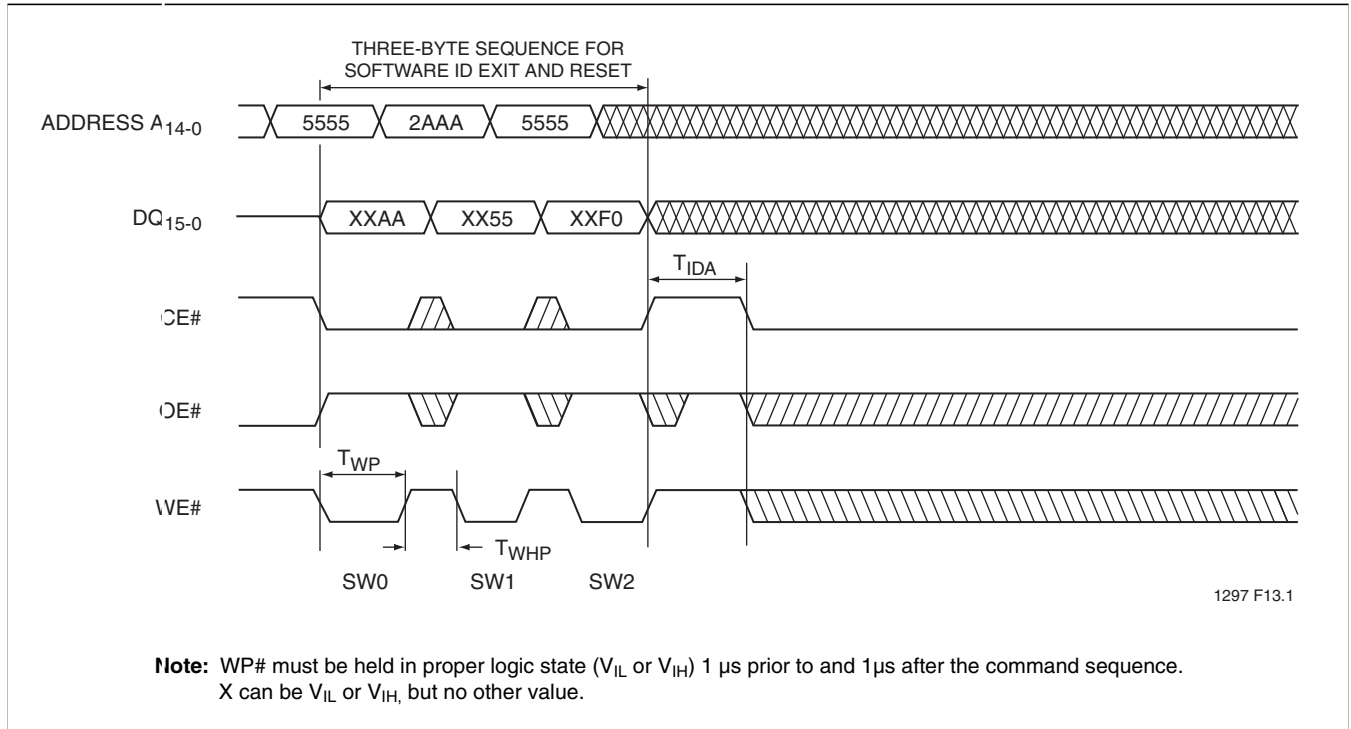 THREE-BYTE SEQUENCE FOR
SOFTWARE ID EXIT AND RESET
ADDRESS A14-0
5555 2AAA 5555
DQ15-0
XXAA XX55 XXF0
TIDA
CE#
OE#
TWP
WE#
TWHP
SW0 SW1 SW2
1297 F13.1
Note: WP# must be held in proper logic state (VIL or VIH) 1 µs prior to and 1µs after the command sequence.
X can be VIL or VIH, but no other value.